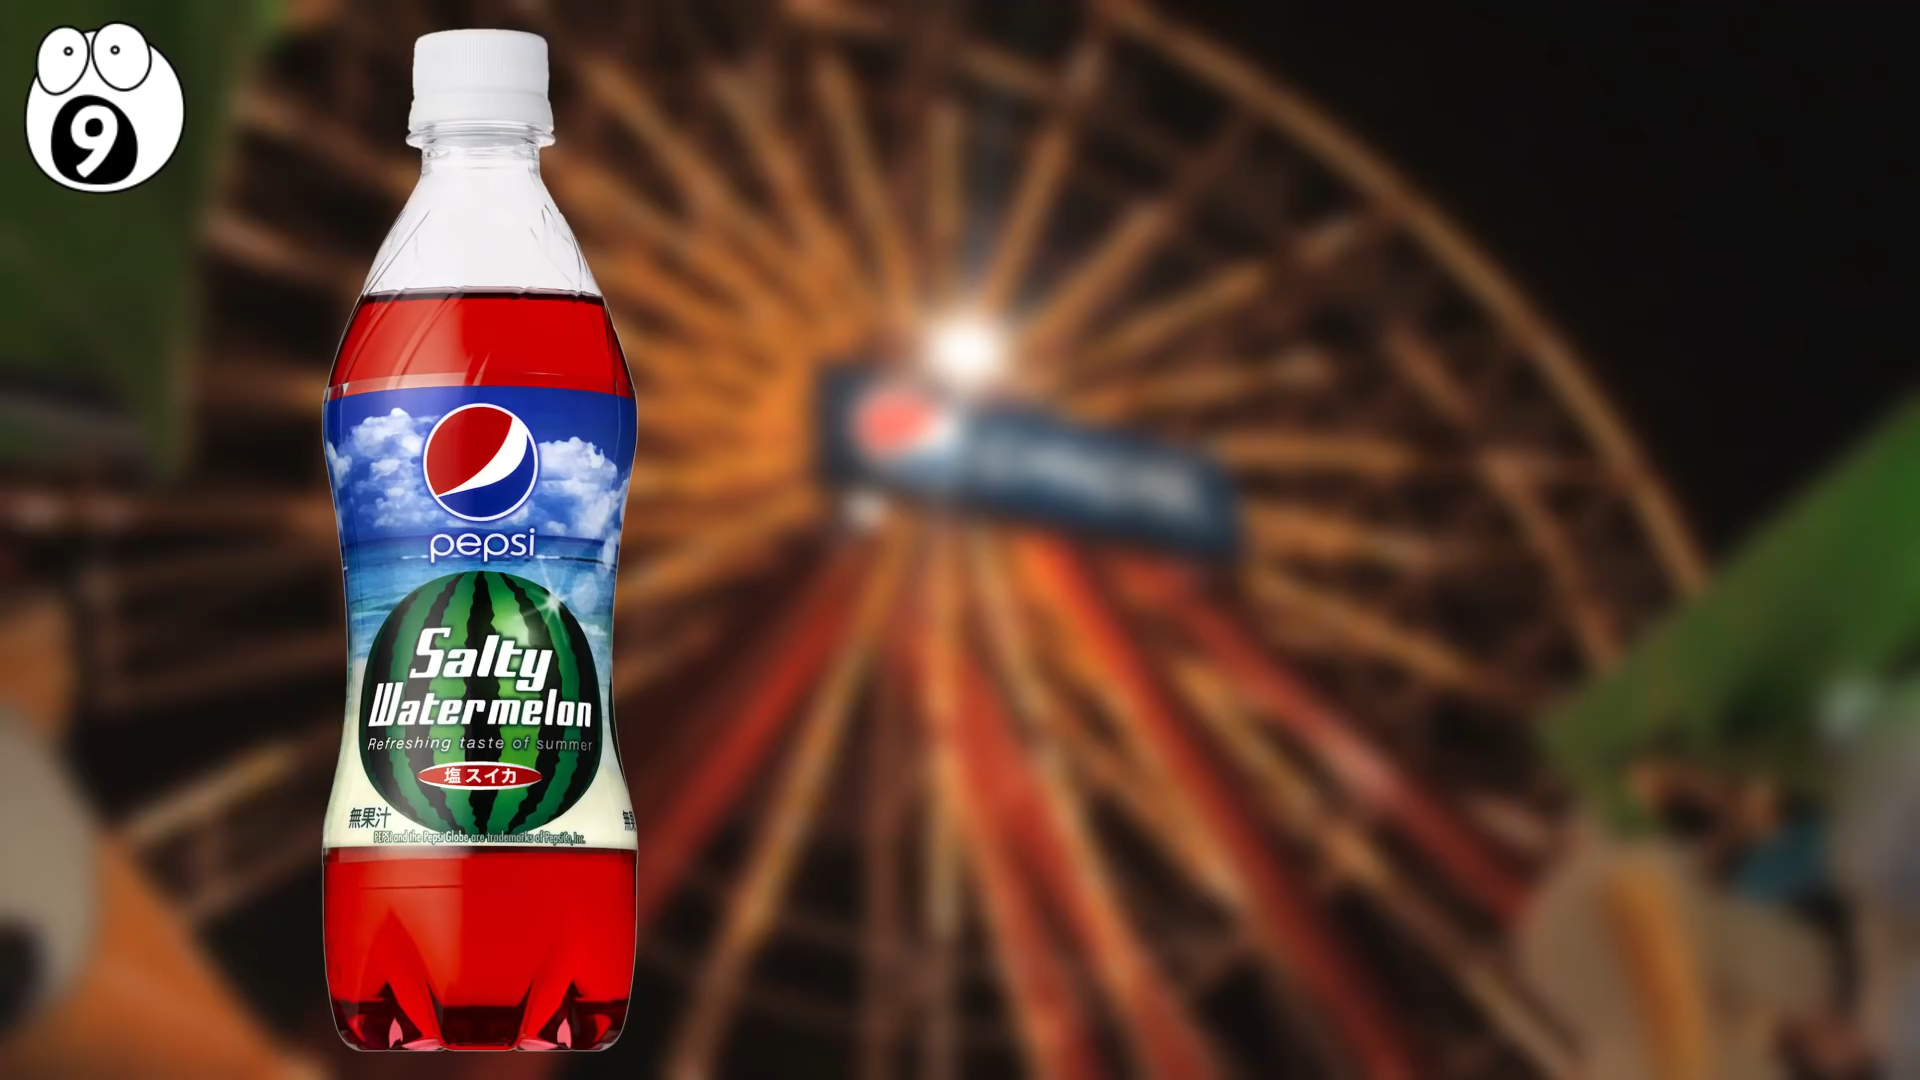 9
pepsi
Salty
Watermelon
Refreshing taste of summer
塩スイカ
無果汁
PEPSI and the Pepsi Globe are trademarks of PepsiCo, Inc.